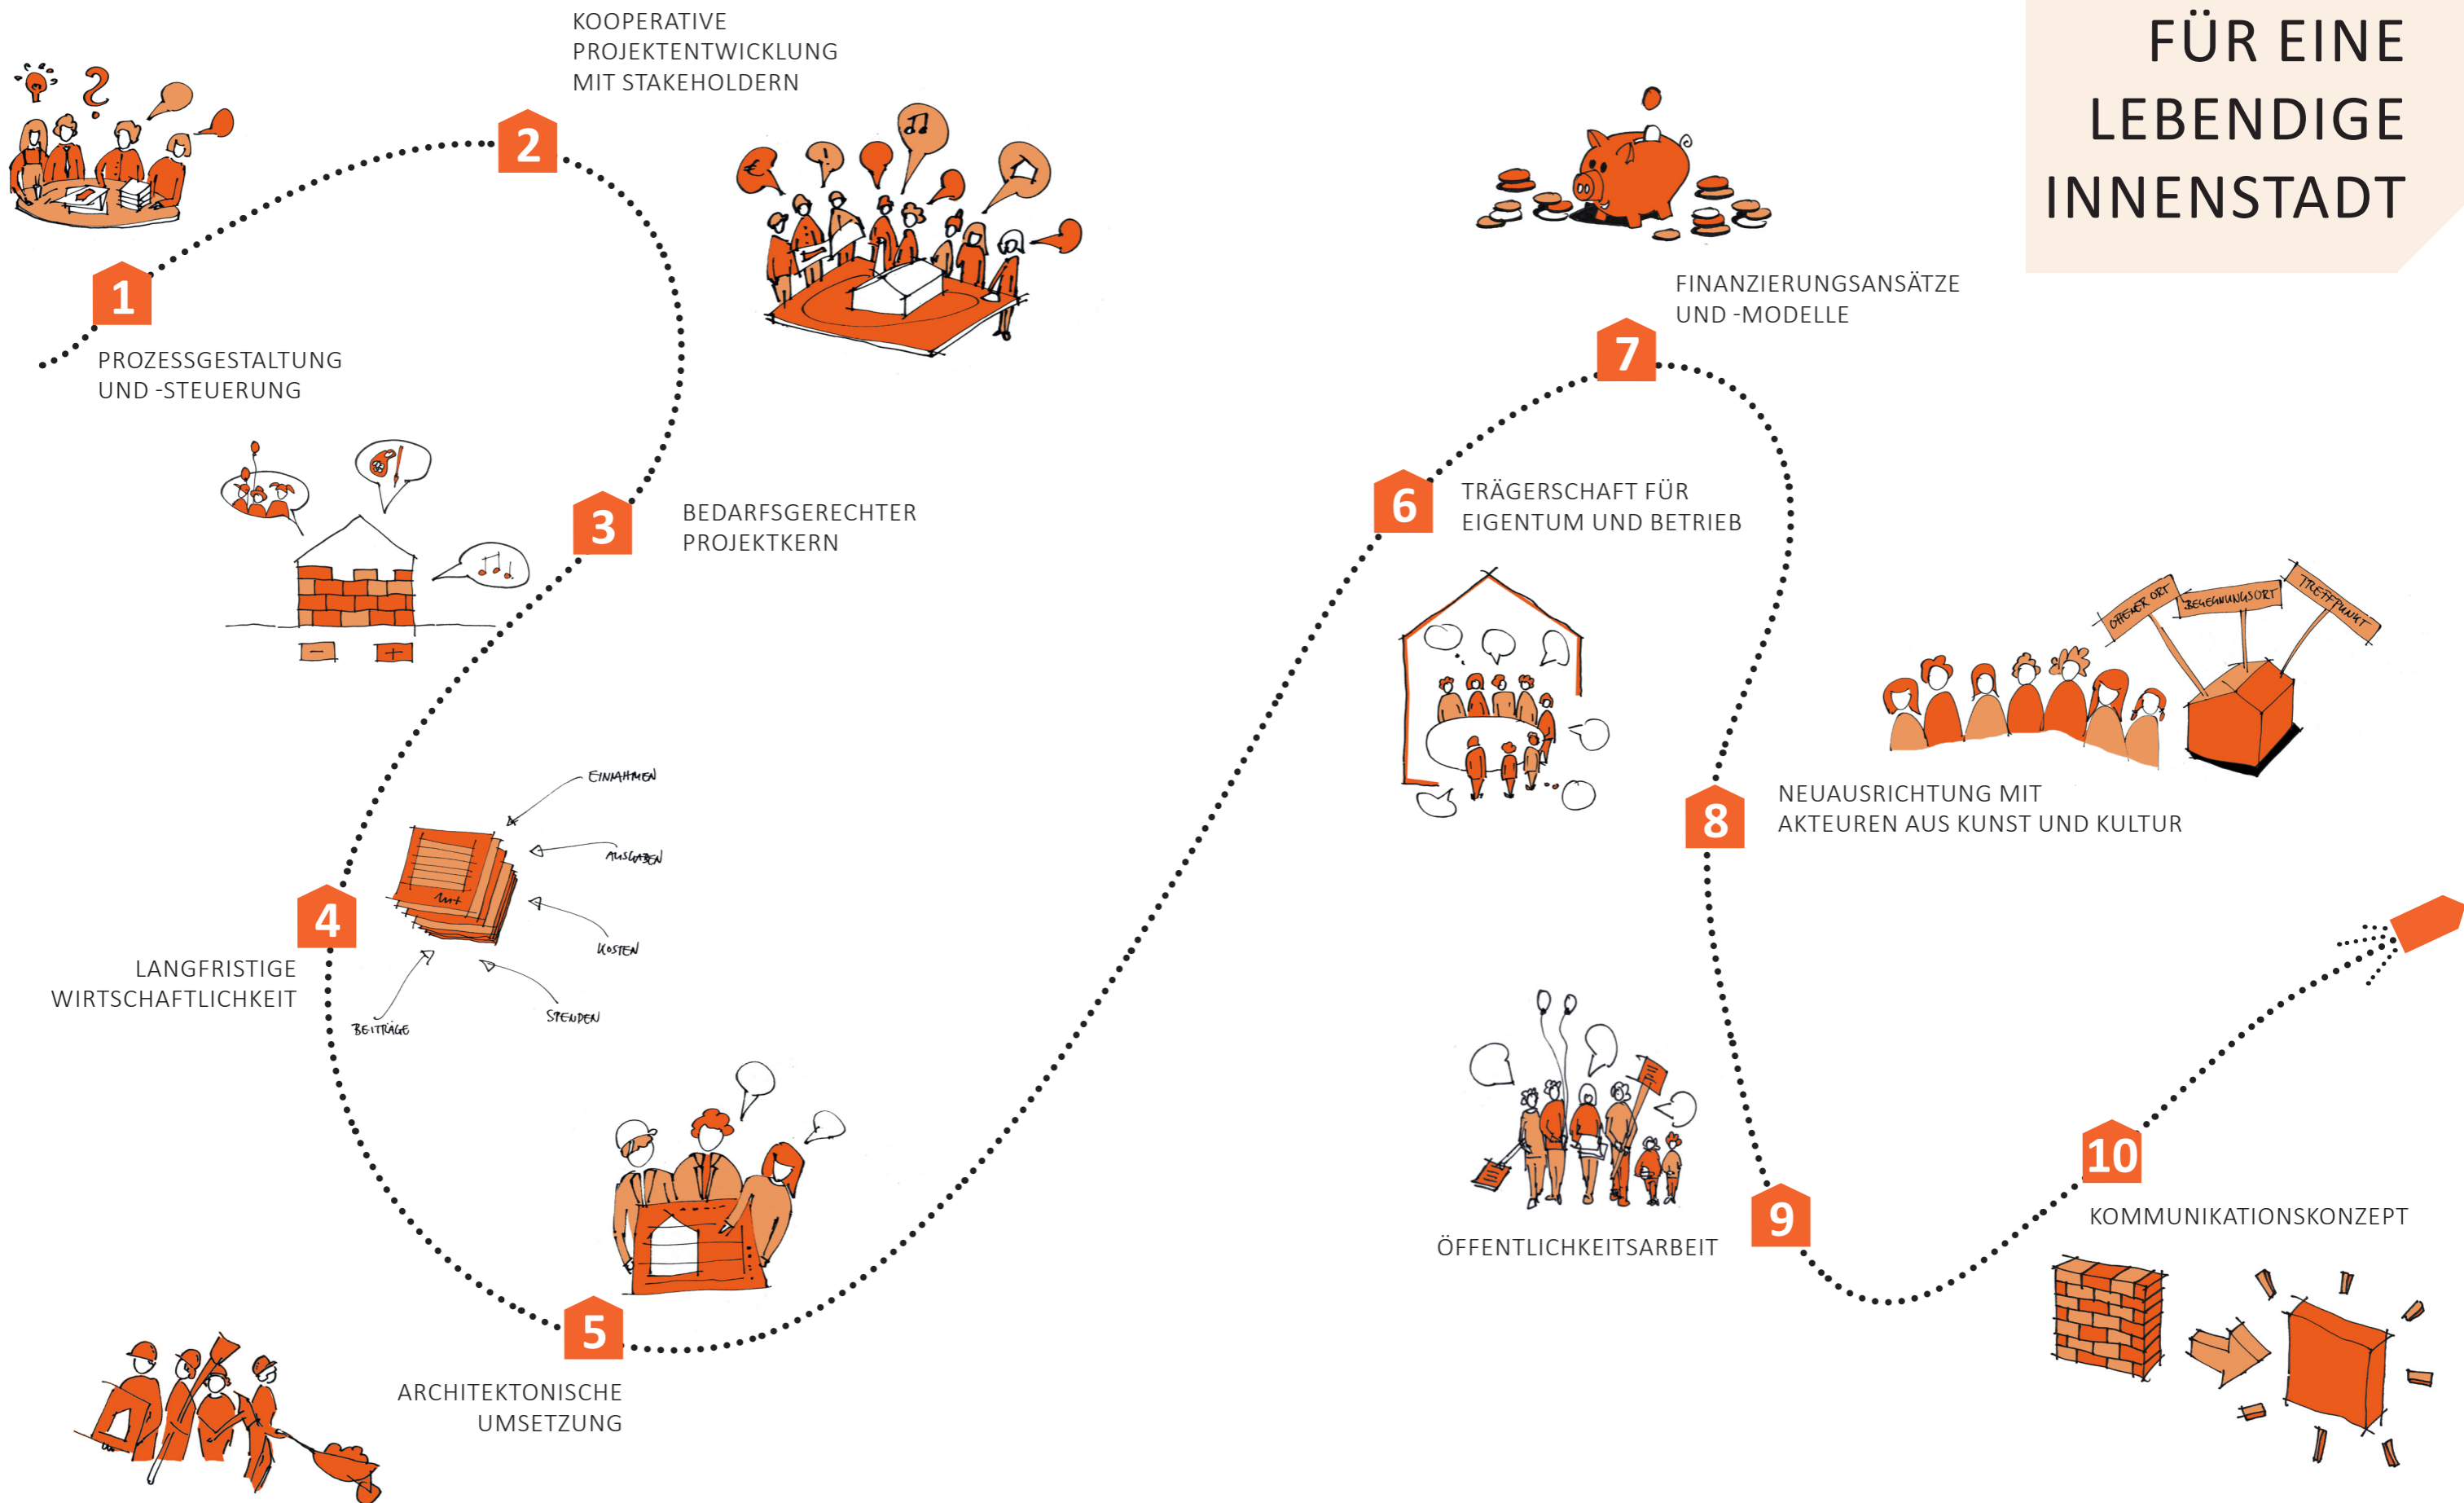 FÜR EINE
LEBENDIGE
INNENSTADT
1
PROZESSGESTALTUNG
UND -STEUERUNG
2
KOOPERATIVE
PROJEKTENTWICKLUNG
MIT STAKEHOLDERN
€
!
3
BEDARFSGERECHTER
PROJEKTKERN
-
+
4
LANGFRISTIGE
WIRTSCHAFTLICHKEIT
EINNAHMEN
AUSGABEN
KOSTEN
SPENDEN
BEITRÄGE
5
ARCHITEKTONISCHE
UMSETZUNG
6
TRÄGERSCHAFT FÜR
EIGENTUM UND BETRIEB
7
FINANZIERUNGSANSÄTZE
UND -MODELLE
8
NEUAUSRICHTUNG MIT
AKTEUREN AUS KUNST UND KULTUR
OFFENER ORT
BEGEGNUNGSORT
TREFFPUNKT
9
ÖFFENTLICHKEITSARBEIT
10
KOMMUNIKATIONSKONZEPT